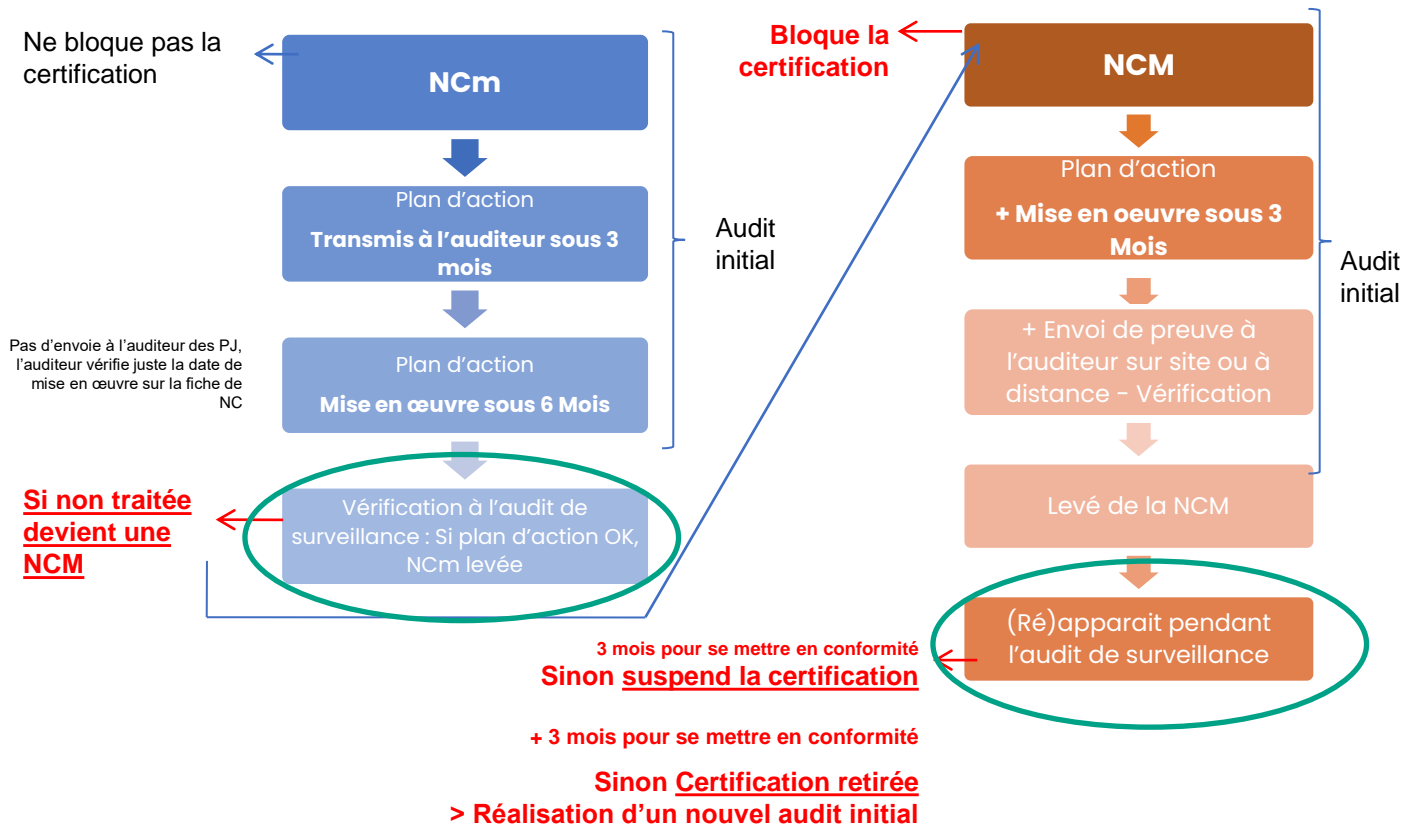 Ne bloque pas la
certification
NCm
Plan d'action
Transmis à l'auditeur sous 3
mois
Audit
initial
Pas d'envoie à l'auditeur des PJ,
l'auditeur vérifie juste la date de
mise en œuvre sur la fiche de
NC
Plan d'action
Mise en œuvre sous 6 Mois
Si non traitée
devient une
NCM
Vérification à l'audit de
surveillance : Si plan d'action OK,
NCm levée
Bloque la
certification
NCM
Plan d'action
+ Mise en oeuvre sous 3
Mois
Audit
initial
+ Envoi de preuve à
l'auditeur sur site ou à
distance - Vérification
Levé de la NCM
(Ré)apparait pendant
l'audit de surveillance
3 mois pour se mettre en conformité
Sinon suspend la certification
+ 3 mois pour se mettre en conformité
Sinon Certification retirée
> Réalisation d'un nouvel audit initial